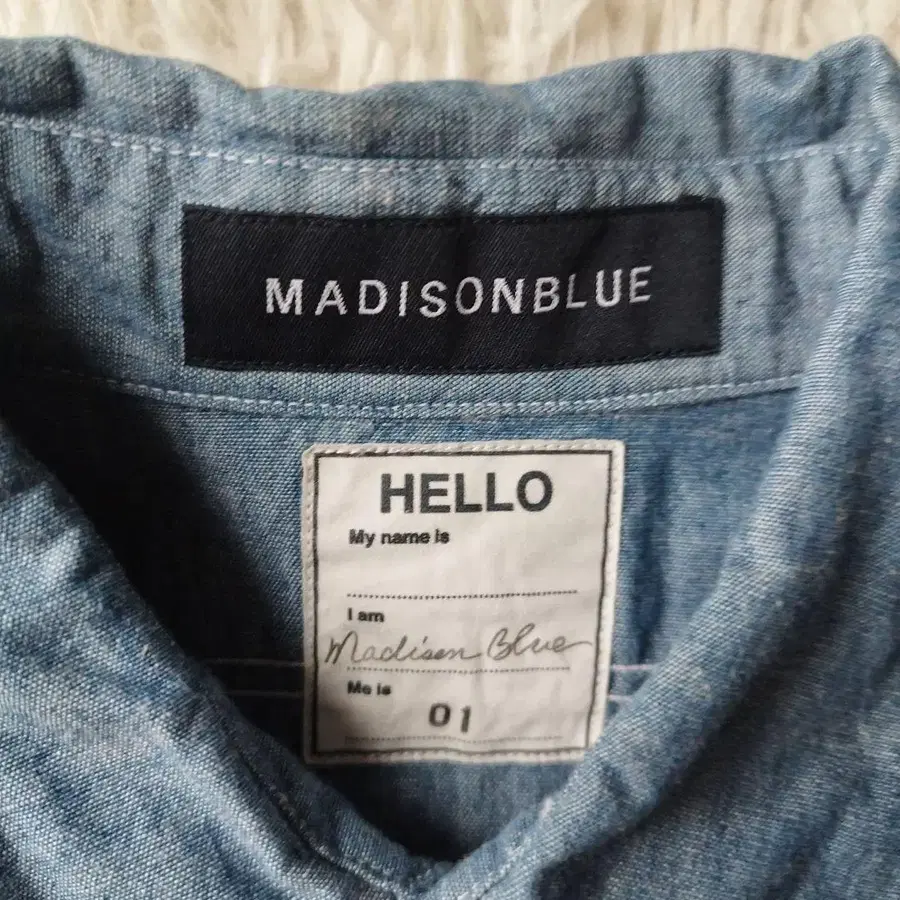 MADISONBLUE
HELLO
My name is
I am
Madison Blue
Me is
01